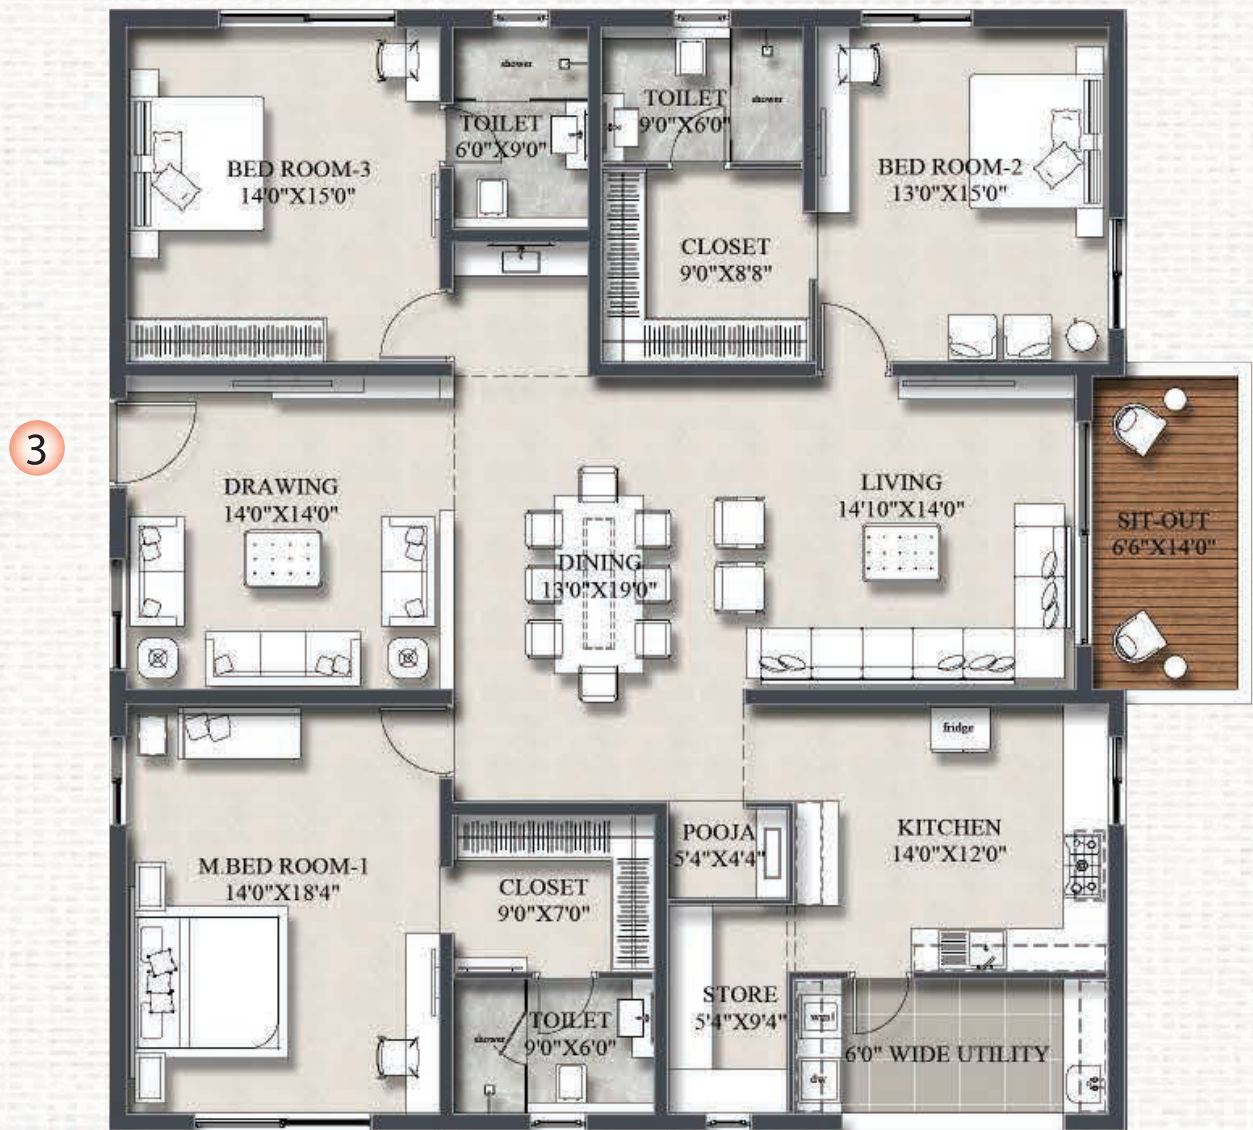 shower
TOILET
6'0"X9'0"
TOILET
9'0"X6'0"
shower
BED ROOM-3
14'0"X15'0"
BED ROOM-2
13'0"X15'0"
CLOSET
9'0"X8'8"
3
DRAWING
14'0"X14'0"
DINING
13'0"X19'0"
LIVING
14'10"X14'0"
SIT-OUT
6'6"X14'0"
fridge
M.BED ROOM-1
14'0"X18'4"
CLOSET
9'0"X7'0"
POOJA
5'4"X4'4"
KITCHEN
14'0"X12'0"
shower
TOILET
9'0"X6'0"
STORE
5'4"X9'4"
dw
6'0" WIDE UTILITY